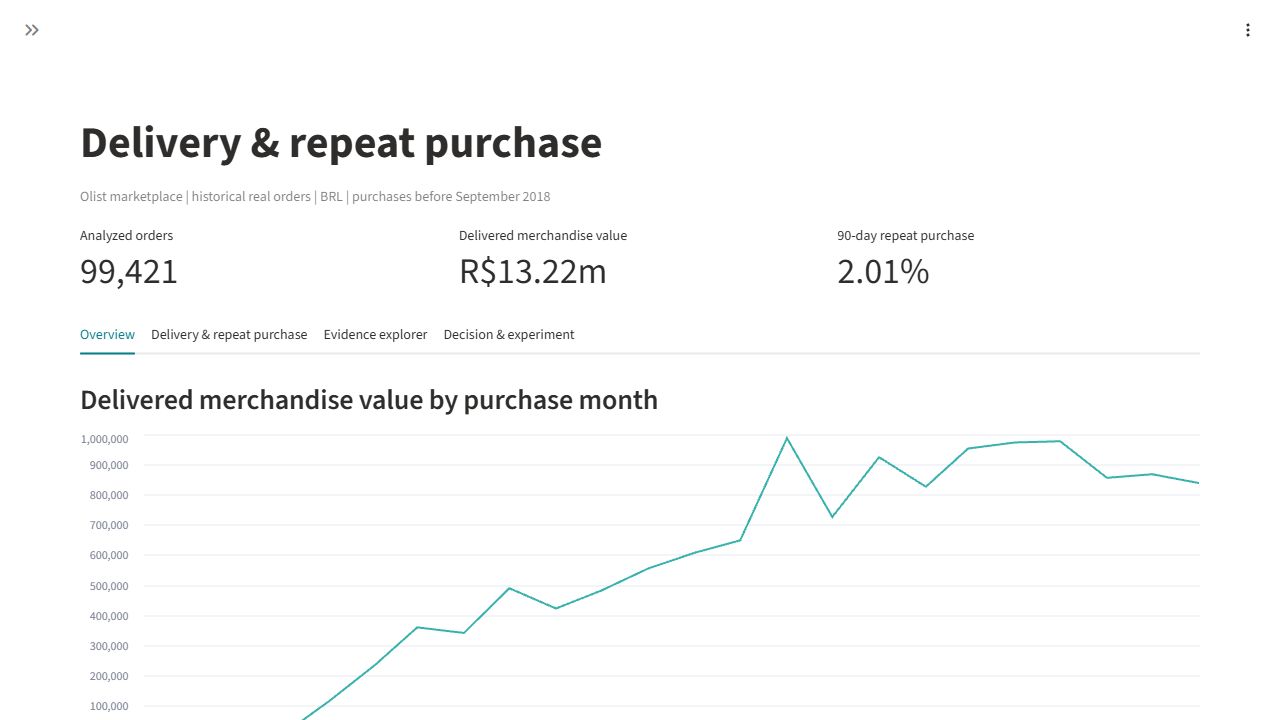 Delivery & repeat purchase
Olist marketplace | historical real orders | BRL | purchases before September 2018
Analyzed orders
Delivered merchandise value
90-day repeat purchase
99,421
R$13.22m
2.01%
Overview
Delivery & repeat purchase
Evidence explorer
Decision & experiment
Delivered merchandise value by purchase month
1,000,000
900,000
800,000
700,000
600,000
500,000
400,000
300,000
200,000
100,000